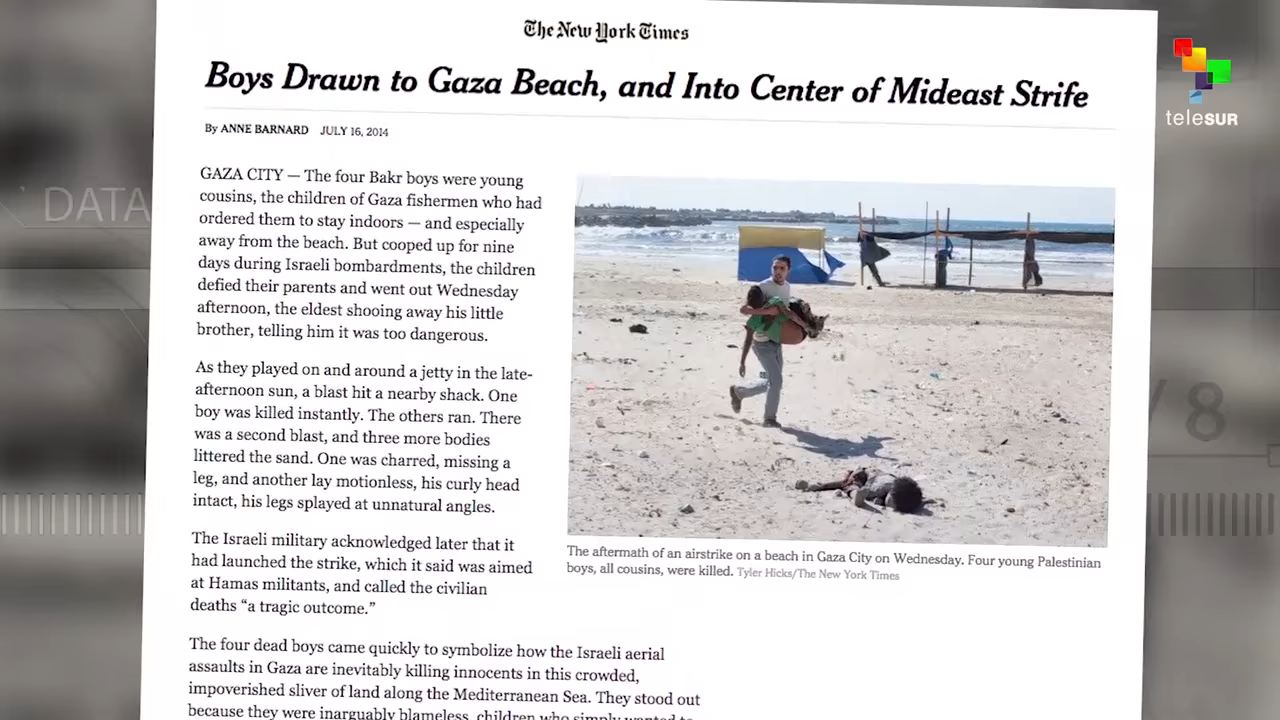 The New York Times
Boys Drawn to Gaza Beach, and Into Center of Mideast Strife
By ANNE BARNARD JULY 16, 2014
GAZA CITY — The four Bakr boys were young
cousins, the children of Gaza fishermen who had
ordered them to stay indoors — and especially
away from the beach. But cooped up for nine
days during Israeli bombardments, the children
defied their parents and went out Wednesday
afternoon, the eldest shooing away his little
brother, telling him it was too dangerous.
As they played on and around a jetty in the late-
afternoon sun, a blast hit a nearby shack. One
boy was killed instantly. The others ran. There
was a second blast, and three more bodies
littered the sand. One was charred, missing a
leg, and another lay motionless, his curly head
intact, his legs splayed at unnatural angles.
The Israeli military acknowledged later that it
had launched the strike, which it said was aimed
at Hamas militants, and called the civilian
deaths “a tragic outcome.”
The four dead boys came quickly to symbolize how the Israeli aerial
assaults in Gaza are inevitably killing innocents in this crowded,
impoverished sliver of land along the Mediterranean Sea. They stood out
because they were inarguably blameless, children who simply wanted to
The aftermath of an airstrike on a beach in Gaza City on Wednesday. Four young Palestinian
boys, all cousins, were killed. Tyler Hicks/The New York Times
teleSUR
DATA
/ 8